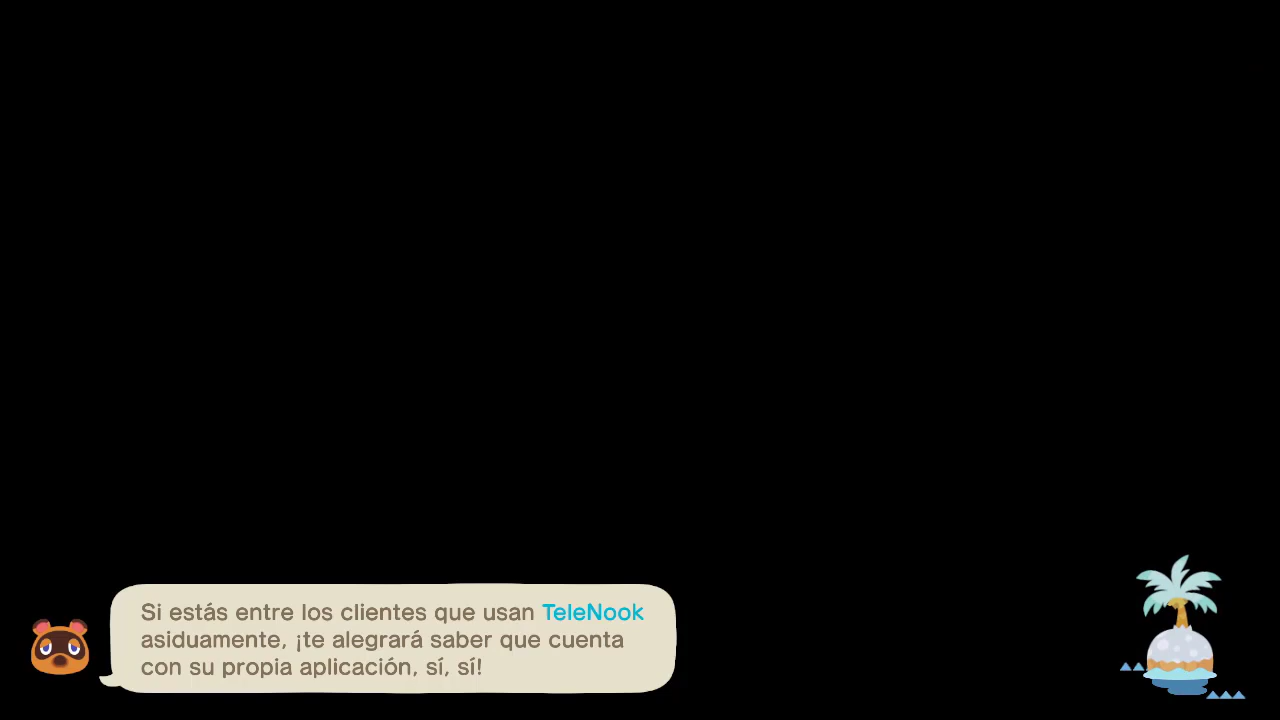 Si estás entre los clientes que usan TeleNook
asiduamente, ¡te alegrará saber que cuenta
con su propia aplicación, sí, sí!